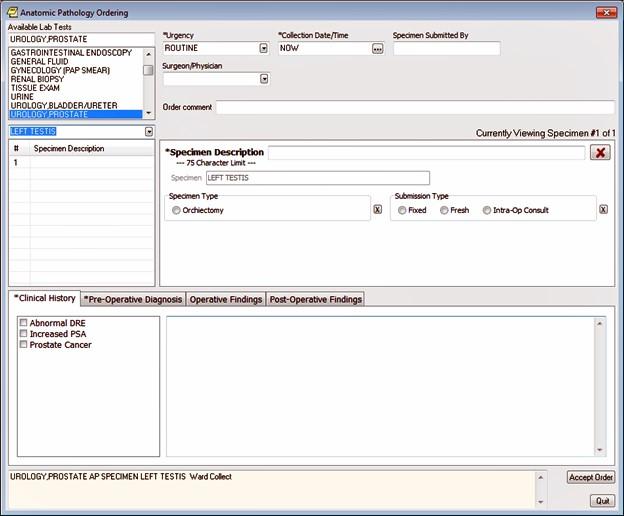 Anatomic Pathology Ordering
Available Lab Tests
UROLOGY,PROSTATE
GASTROINTESTINAL ENDOSCOPY
GENERAL FLUID
GYNECOLOGY (PAP SMEAR)
RENAL BIOPSY
TISSUE EXAM
URINE
UROLOGY,BLADDER/URETER
UROLOGY,PROSTATE
LEFT TESTIS
*Urgency
ROUTINE
*Collection Date/Time
NOW
...
Specimen Submitted By
Surgeon/Physician
Order comment
Currently Viewing Specimen #1 of 1
# Specimen Description
1
*Specimen Description
--- 75 Character Limit ---
Specimen LEFT TESTIS
Specimen Type
Orchiectomy
X
Submission Type
Fixed Fresh Intra-Op Consult
X
*Clinical History *Pre-Operative Diagnosis Operative Findings Post-Operative Findings
Abnormal DRE
Increased PSA
Prostate Cancer
UROLOGY,PROSTATE AP SPECIMEN LEFT TESTIS Ward Collect
Accept Order
Quit